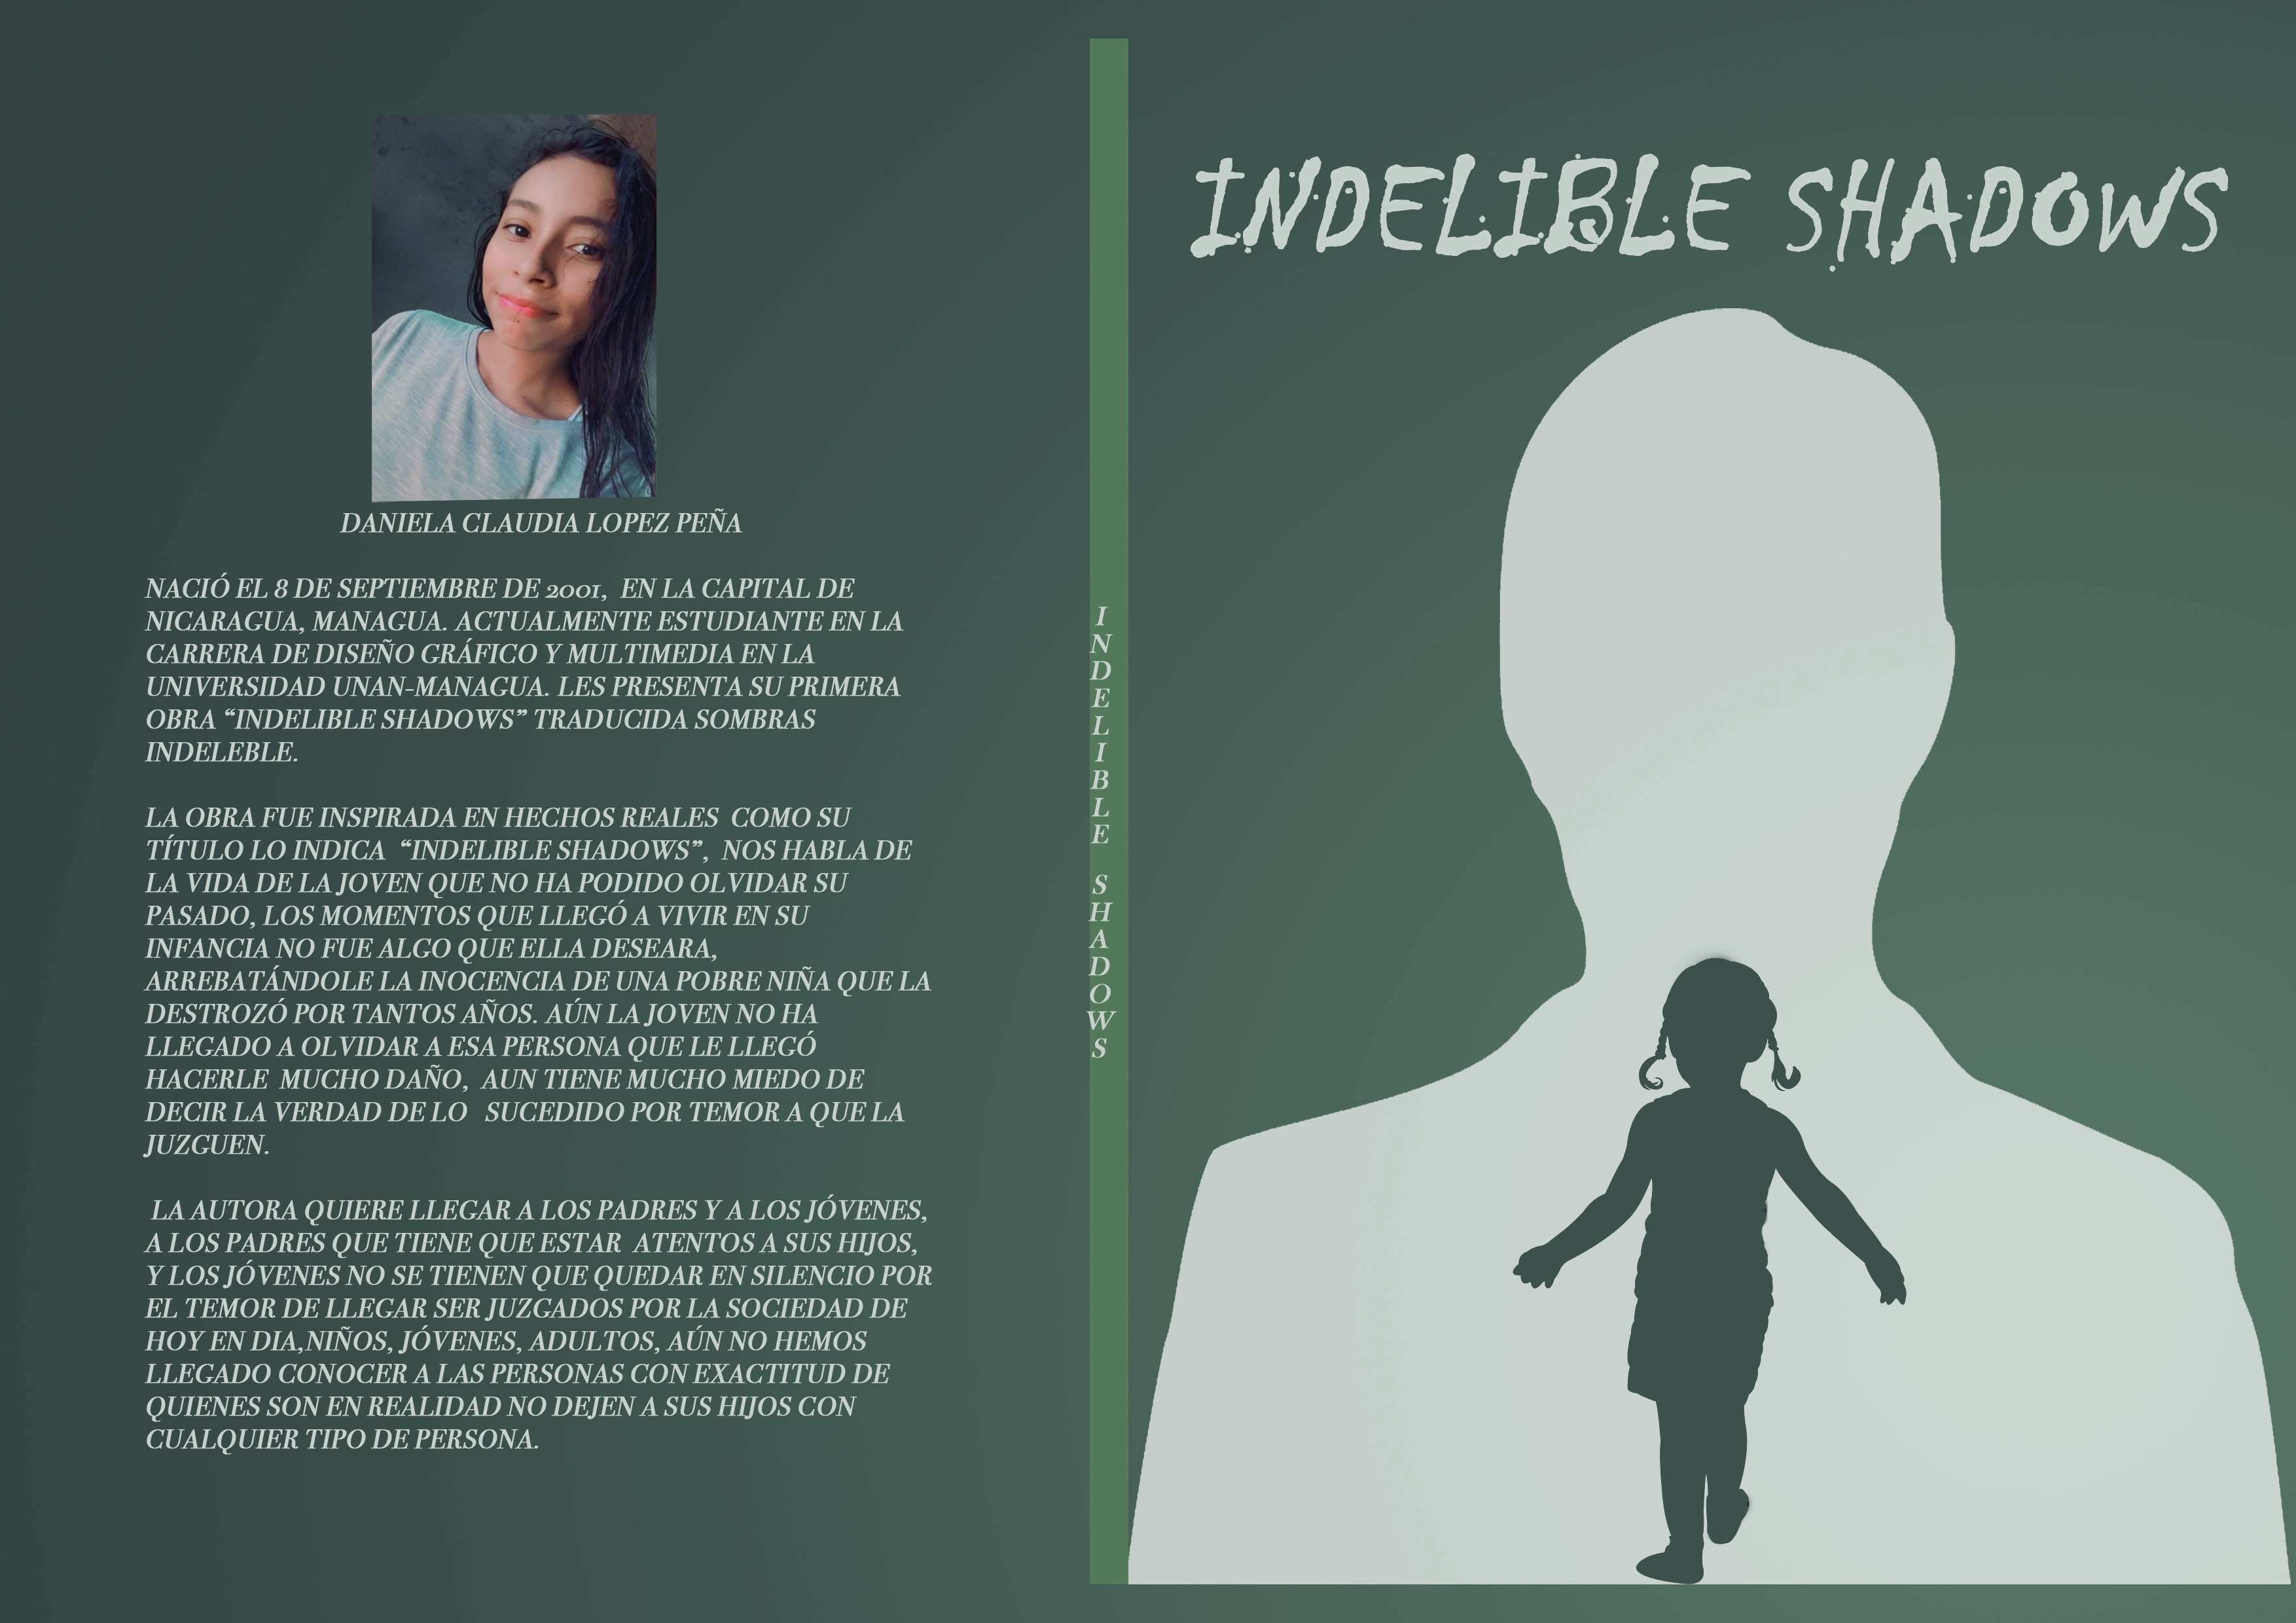 DANIELA CLAUDIA LOPEZ PEÑA
NACIÓ EL 8 DE SEPTIEMBRE DE 2001, EN LA CAPITAL DE
NICARAGUA, MANAGUA. ACTUALMENTE ESTUDIANTE EN LA
CARRERA DE DISEÑO GRÁFICO Y MULTIMEDIA EN LA
UNIVERSIDAD UNAN-MANAGUA. LES PRESENTA SU PRIMERA
OBRA “INDELIBLE SHADOWS” TRADUCIDA SOMBRAS
INDELEBLE.
LA OBRA FUE INSPIRADA EN HECHOS REALES COMO SU
TÍTULO LO INDICA “INDELIBLE SHADOWS”, NOS HABLA DE
LA VIDA DE LA JOVEN QUE NO HA PODIDO OLVIDAR SU
PASADO, LOS MOMENTOS QUE LLEGÓ A VIVIR EN SU
INFANCIA NO FUE ALGO QUE ELLA DESEARA,
ARREBATÁNDOLE LA INOCENCIA DE UNA POBRE NIÑA QUE LA
DESTROZÓ POR TANTOS AÑOS. AÚN LA JOVEN NO HA
LLEGADO A OLVIDAR A ESA PERSONA QUE LE LLEGÓ
HACERLE MUCHO DAÑO, AUN TIENE MUCHO MIEDO DE
DECIR LA VERDAD DE LO SUCEDIDO POR TEMOR A QUE LA
JUZGUEN.
LA AUTORA QUIERE LLEGAR A LOS PADRES Y A LOS JÓVENES,
A LOS PADRES QUE TIENE QUE ESTAR ATENTOS A SUS HIJOS,
Y LOS JÓVENES NO SE TIENEN QUE QUEDAR EN SILENCIO POR
EL TEMOR DE LLEGAR SER JUZGADOS POR LA SOCIEDAD DE
HOY EN DIA,NIÑOS, JÓVENES, ADULTOS, AÚN NO HEMOS
LLEGADO CONOCER A LAS PERSONAS CON EXACTITUD DE
QUIENES SON EN REALIDAD NO DEJEN A SUS HIJOS CON
CUALQUIER TIPO DE PERSONA.
INDELIBLE SHADOWS
INDELIBLE SHADOWS